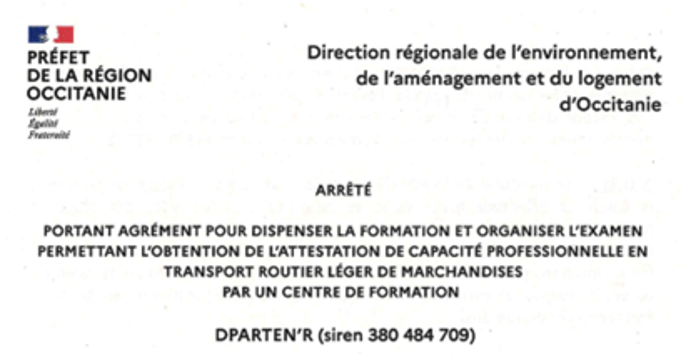 PRÉFET
DE LA RÉGION
OCCITANIE
Liberté
Égalité
Fraternité
Direction régionale de l'environnement,
de l'aménagement et du logement
d'Occitanie
ARRÊTÉ
PORTANT AGRÉMENT POUR DISPENSER LA FORMATION ET ORGANISER L'EXAMEN
PERMETTANT L'OBTENTION DE L'ATTESTATION DE CAPACITÉ PROFESSIONNELLE EN
TRANSPORT ROUTIER LÉGER DE MARCHANDISES
PAR UN CENTRE DE FORMATION
DPARTEN'R (siren 380 484 709)